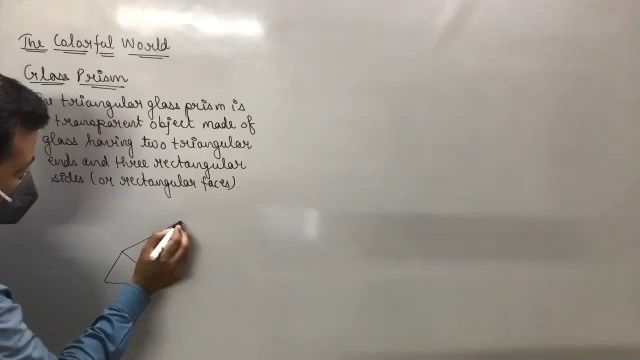 The Colorful World
Glass Prism
The triangular glass prism is
transparent object made of
glass having two triangular
ends and three rectangular
sides (or rectangular faces)